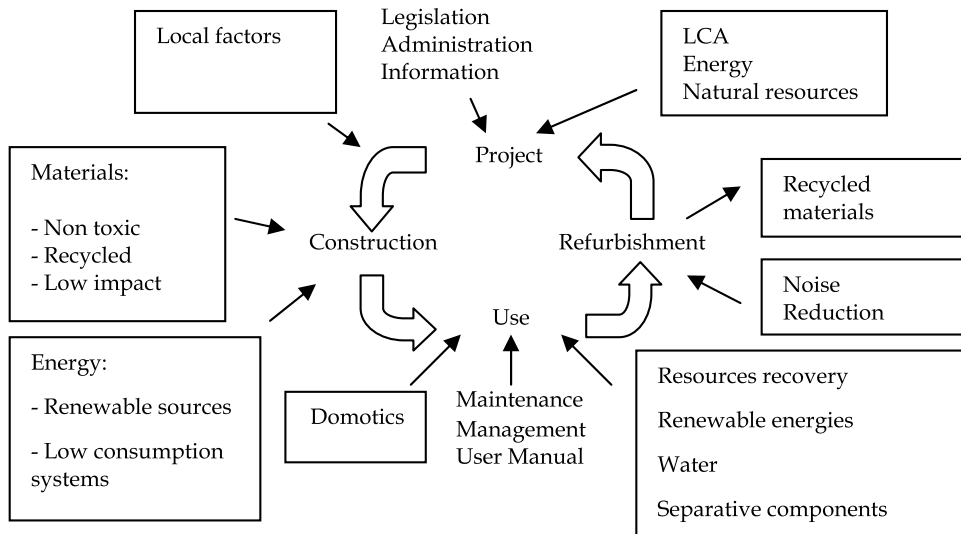 Local factors
Legislation
Administration
Information
LCA
Energy
Natural resources
Project
Materials:
- Non toxic
- Recycled
- Low impact
Construction
Refurbishment
Recycled
materials
Noise
Reduction
Use
Energy:
- Renewable sources
- Low consumption
systems
Domotics
Maintenance
Management
User Manual
Resources recovery
Renewable energies
Water
Separative components